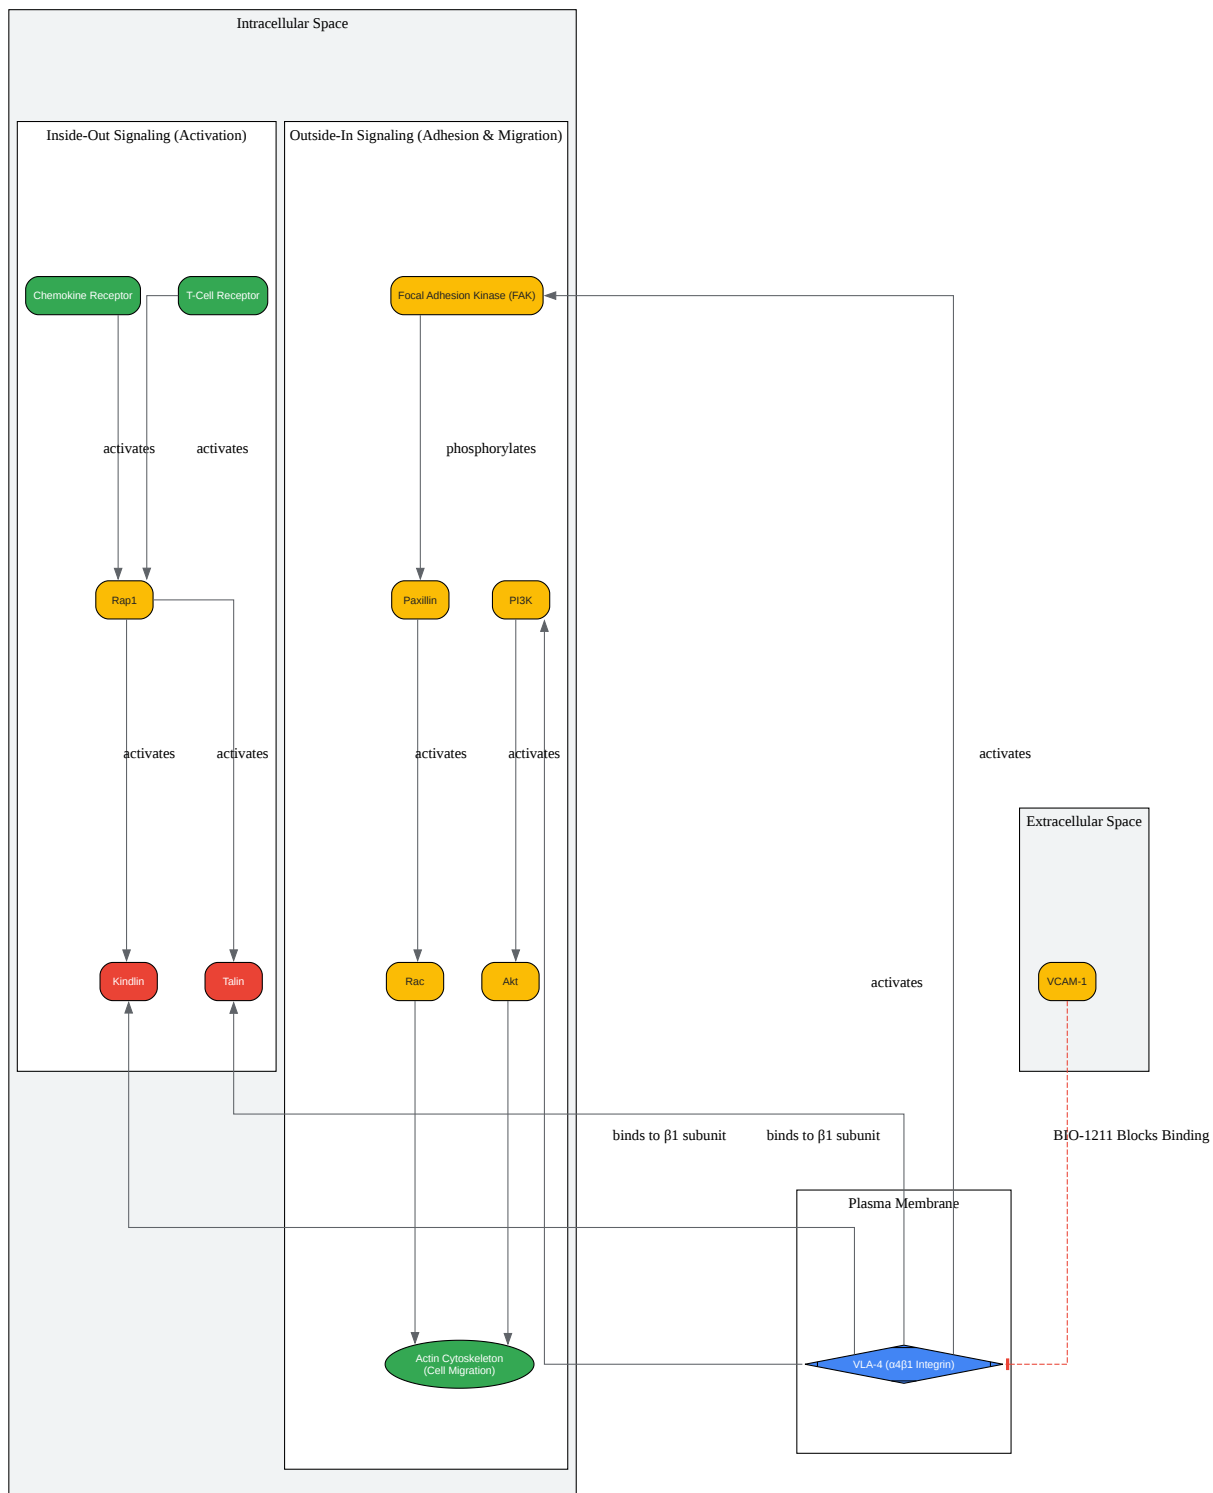 Intracellular Space
Inside-Out Signaling (Activation)
Outside-In Signaling (Adhesion & Migration)
Chemokine Receptor
T-Cell Receptor
Focal Adhesion Kinase (FAK)
activates
activates
phosphorylates
Rap1
Paxillin
PI3K
activates
activates
activates
activates
activates
Extracellular Space
Kindlin
Talin
Rac
Akt
activates
VCAM-1
binds to β1 subunit
binds to β1 subunit
BIO-1211 Blocks Binding
Plasma Membrane
Actin Cytoskeleton
(Cell Migration)
VLA-4 (α4β1 Integrin)